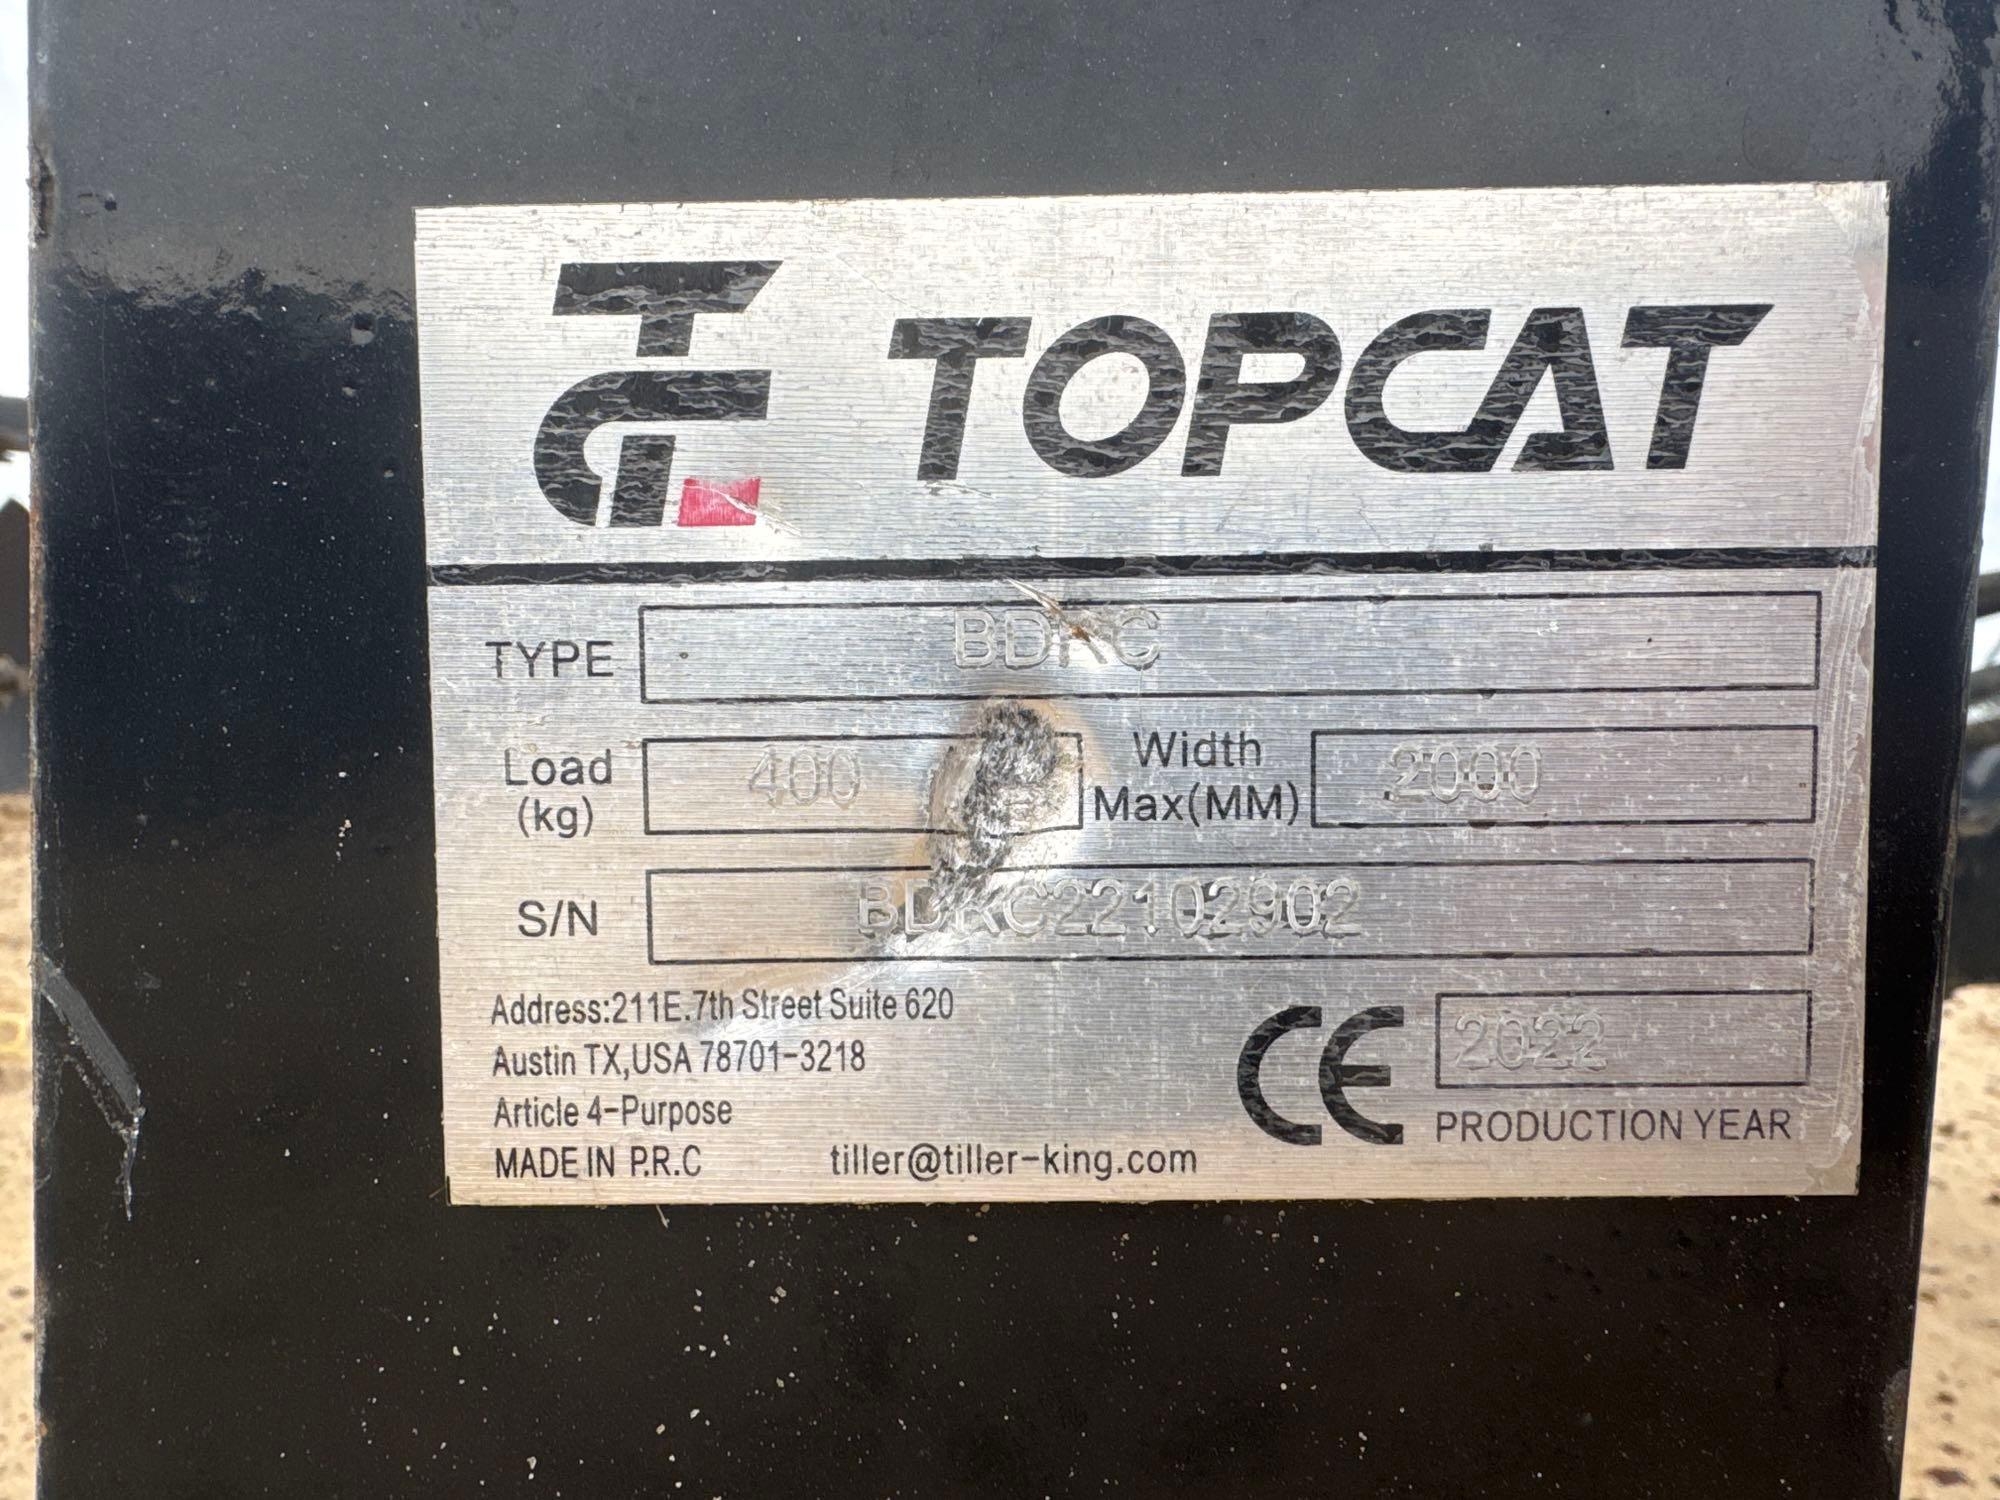 TOPCAT
TYPE BDRC
Load (kg) 400 Width Max(MM) 2000
S/N BDRC22102902
Address:211E.7th Street Suite 620
Austin TX,USA 78701-3218
Article 4-Purpose
MADE IN P.R.C tiller@tiller-king.com
CE 2022
PRODUCTION YEAR